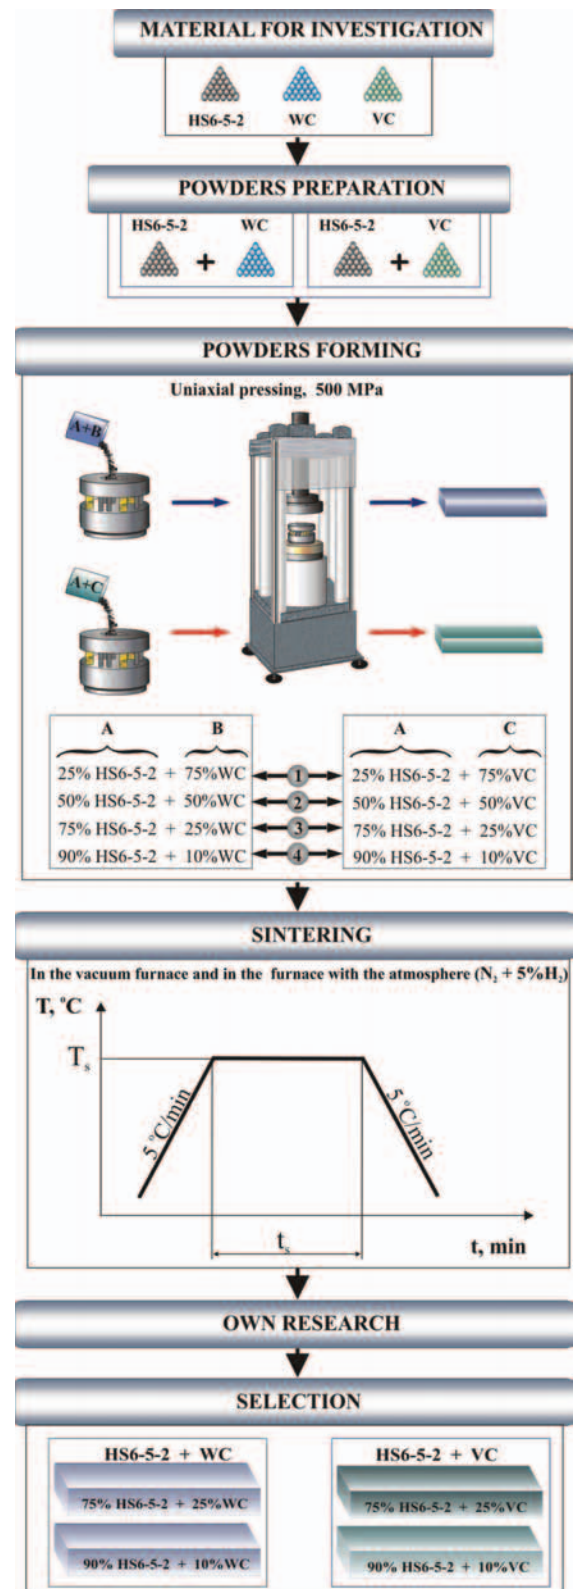 MATERIAL FOR INVESTIGATION
HS6-5-2 WC VC
POWDERS PREPARATION
HS6-5-2 WC HS6-5-2 VC
+ +
POWDERS FORMING
Uniaxial pressing, 500 MPa
A+B
A+C
A B A C
25% HS6-5-2 + 75%WC 1 25% HS6-5-2 + 75%VC
50% HS6-5-2 + 50%WC 2 50% HS6-5-2 + 50%VC
75% HS6-5-2 + 25%WC 3 75% HS6-5-2 + 25%VC
90% HS6-5-2 + 10%WC 4 90% HS6-5-2 + 10%VC
SINTERING
In the vacuum furnace and in the furnace with the atmosphere (N₂ + 5%H₂)
T, °C
Tₛ
5 °C/min 5 °C/min
tₛ
t, min
OWN RESEARCH
SELECTION
HS6-5-2 + WC HS6-5-2 + VC
75% HS6-5-2 + 25%WC 75% HS6-5-2 + 25%VC
90% HS6-5-2 + 10%WC 90% HS6-5-2 + 10%VC